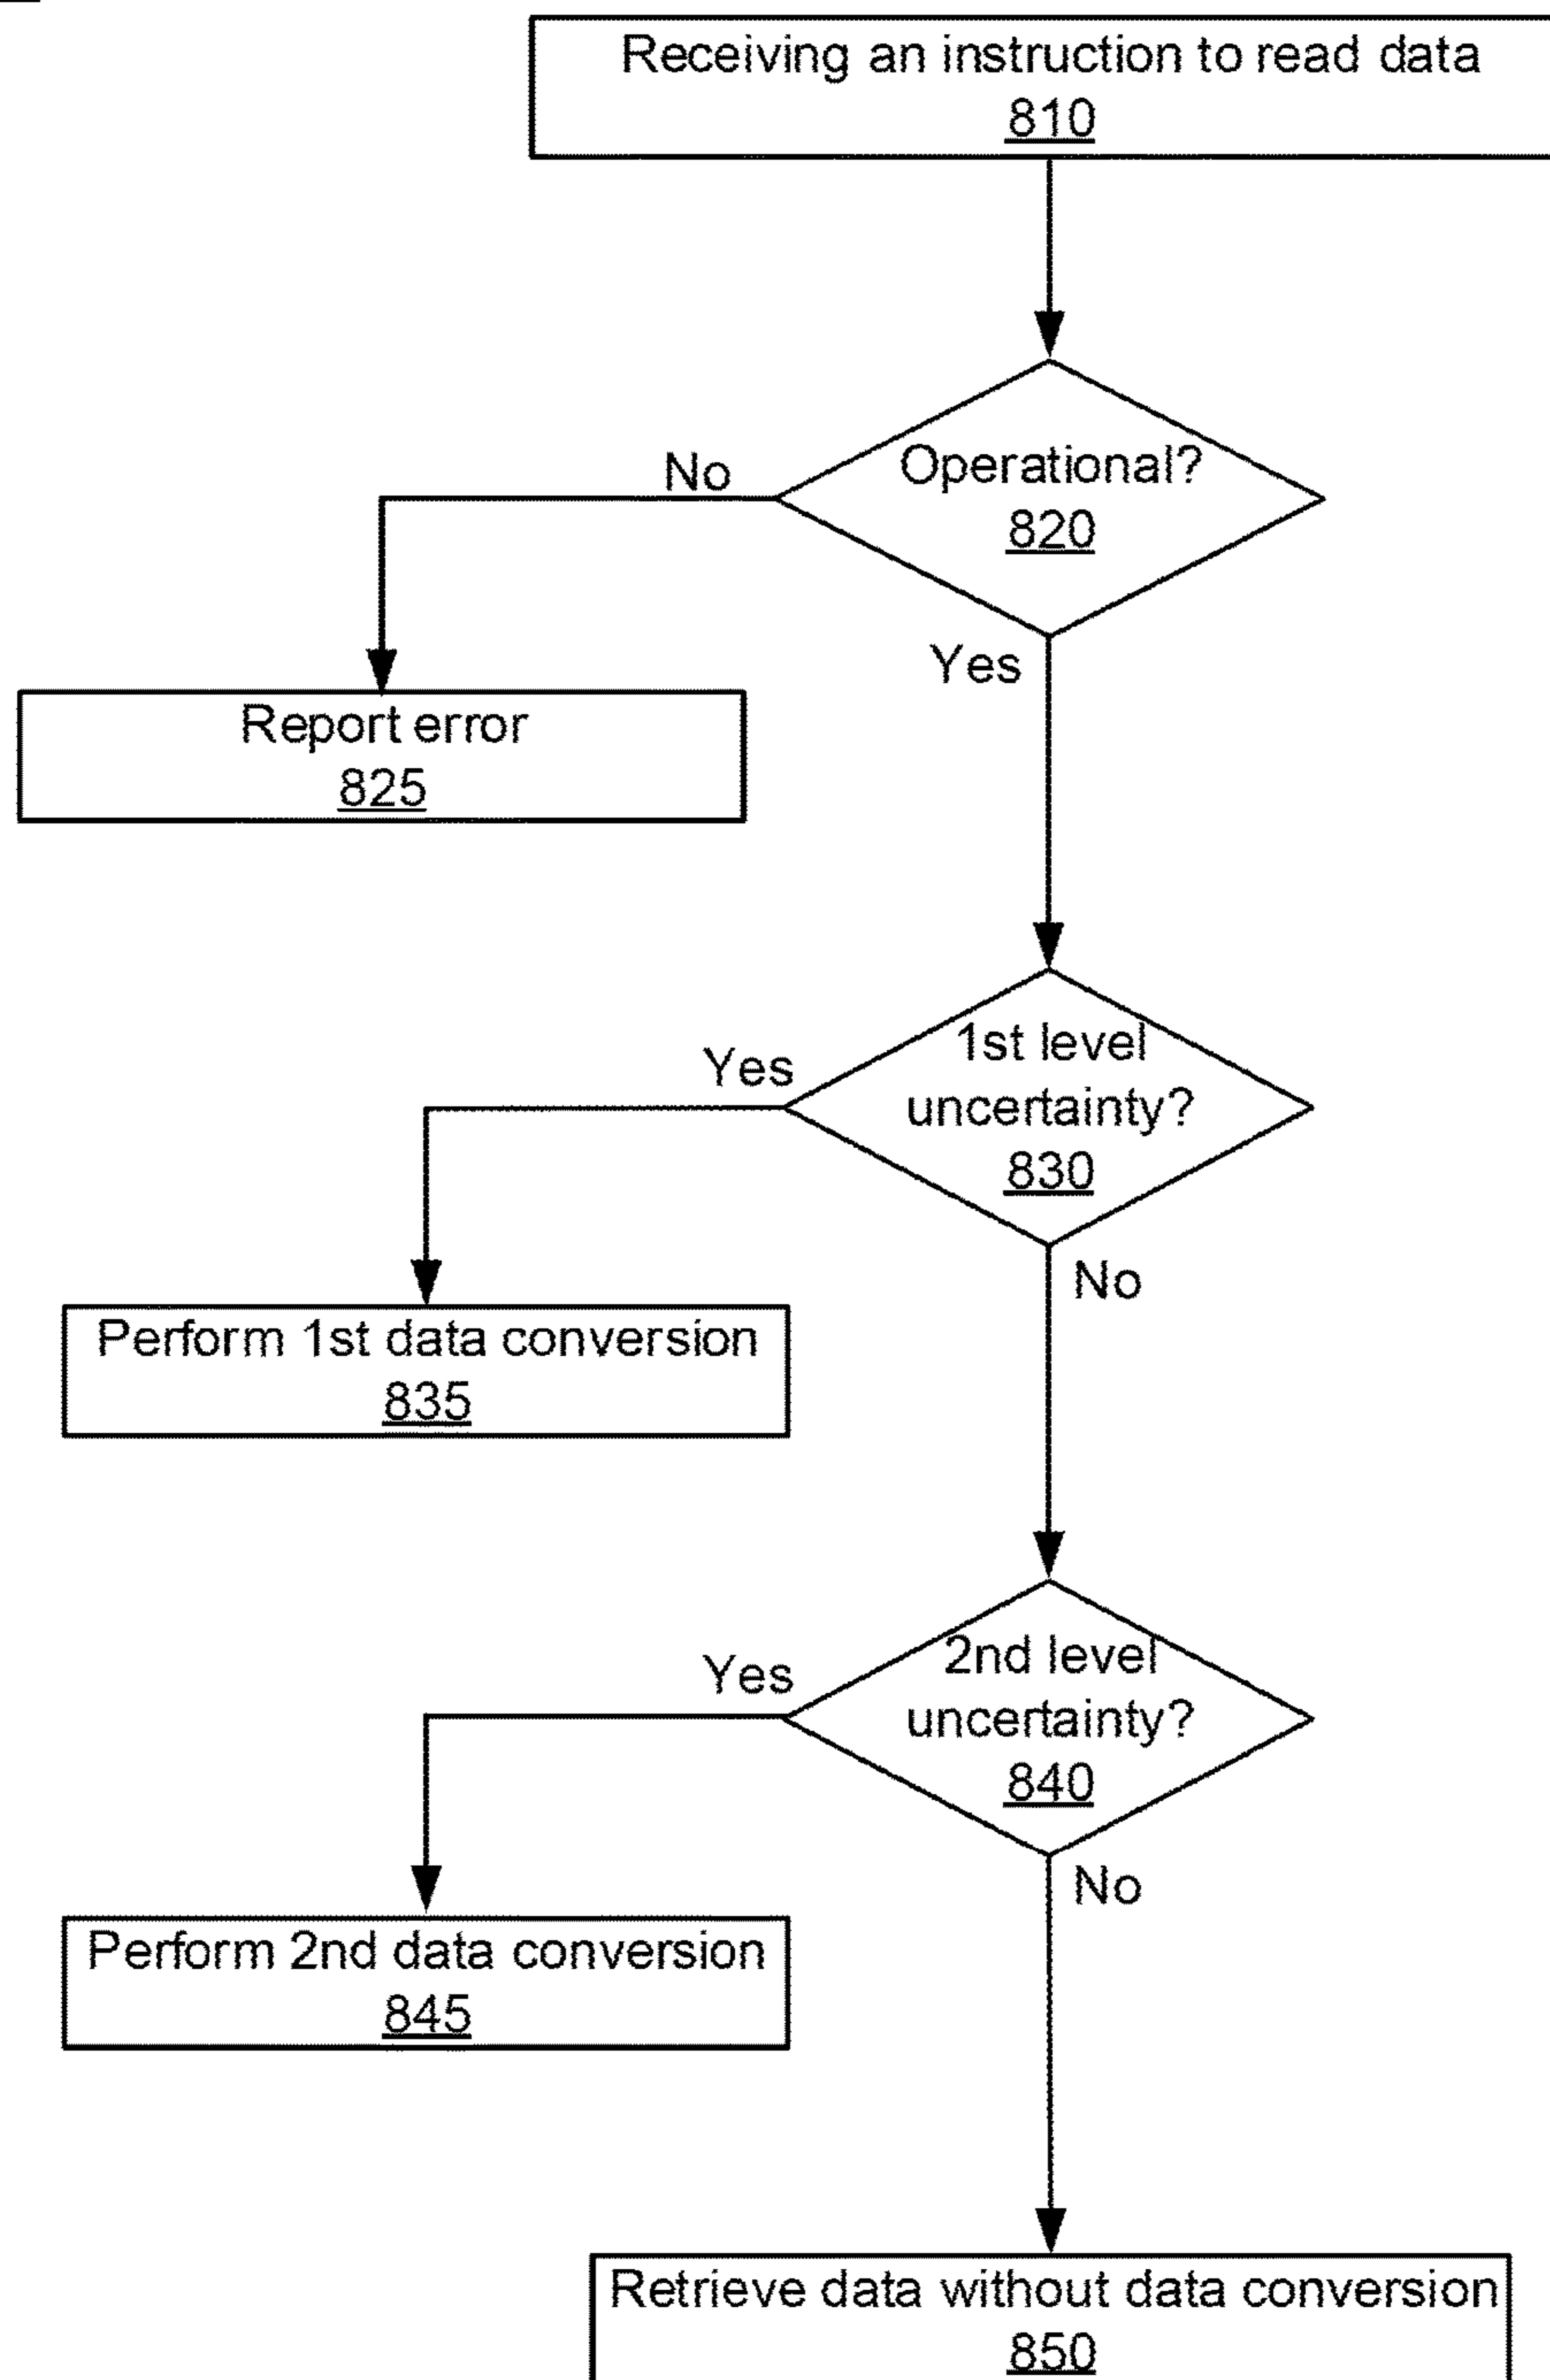 Receiving an instruction to read data
810
Operational?
820
No
Yes
Report error
825
1st level
uncertainty?
830
Yes
No
Perform 1st data conversion
835
2nd level
uncertainty?
840
Yes
No
Perform 2nd data conversion
845
Retrieve data without data conversion
850